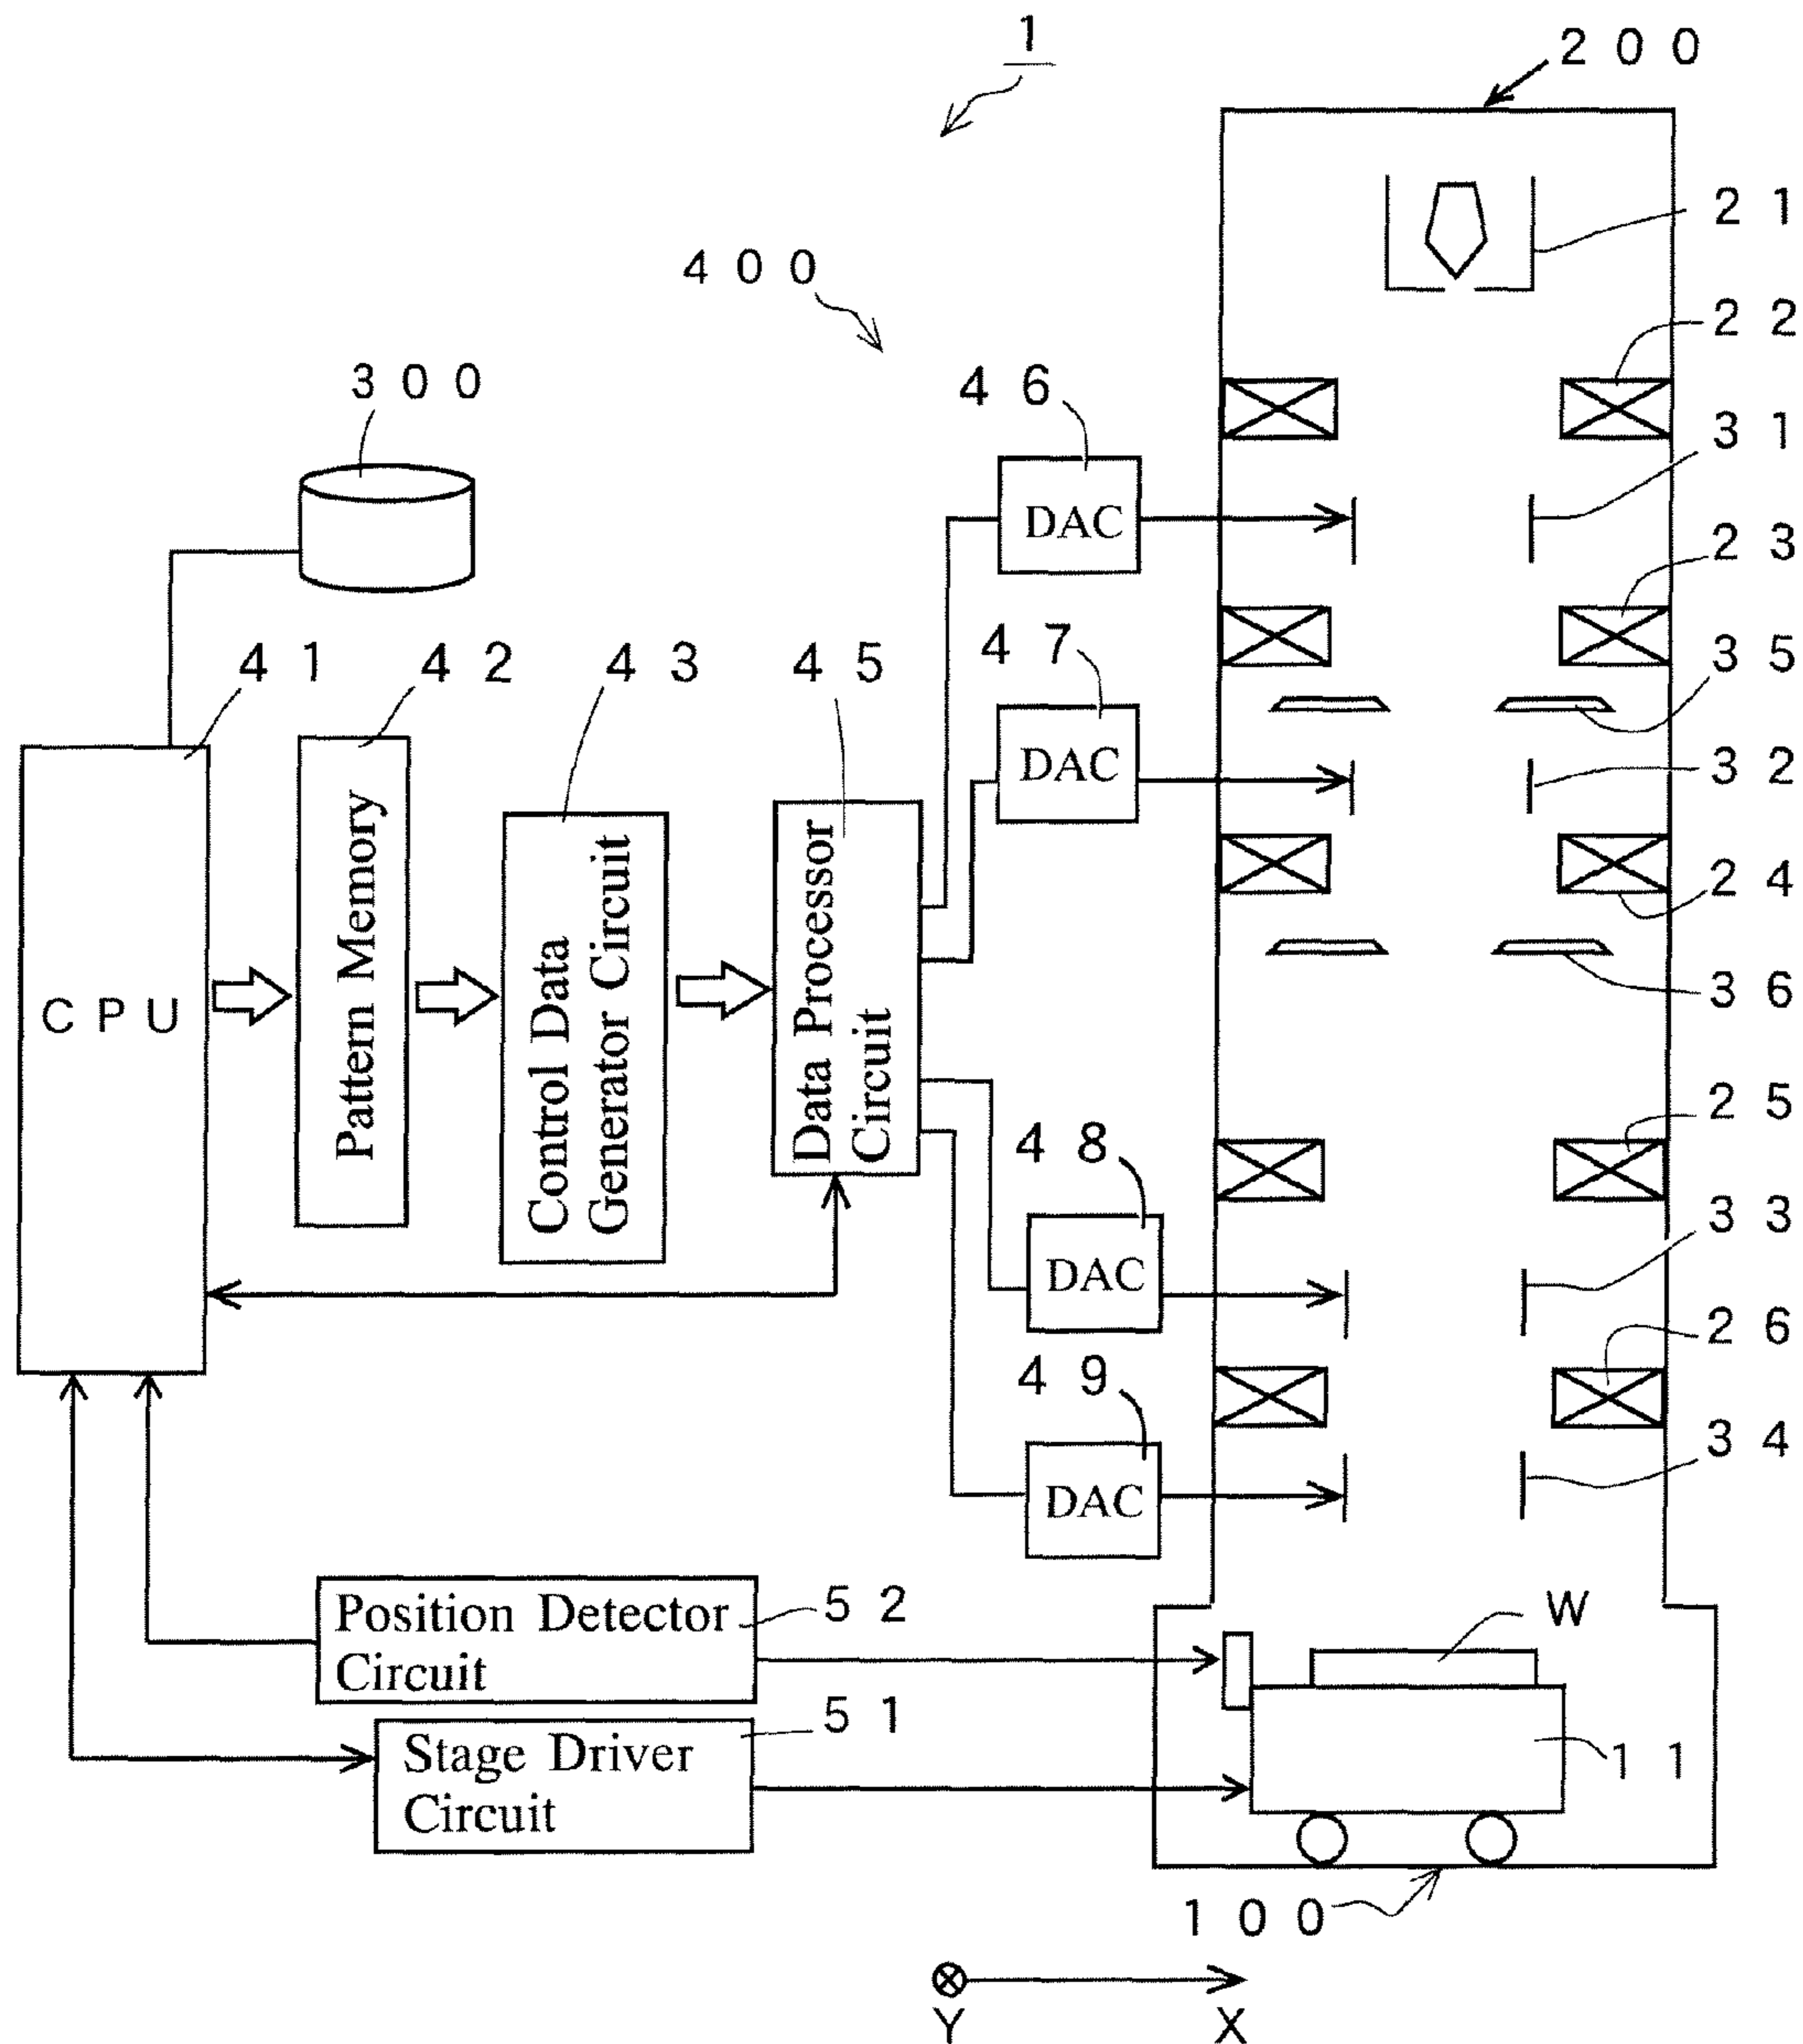 1
200
21
400
22
300
46
31
23
41
42
43
45
47
35
DAC
32
DAC
24
CPU
Pattern Memory
Control Data
Generator Circuit
Data Processor
Circuit
36
25
48
33
DAC
26
49
34
DAC
Position Detector
Circuit
52
W
Stage Driver
Circuit
51
11
100
Y
X